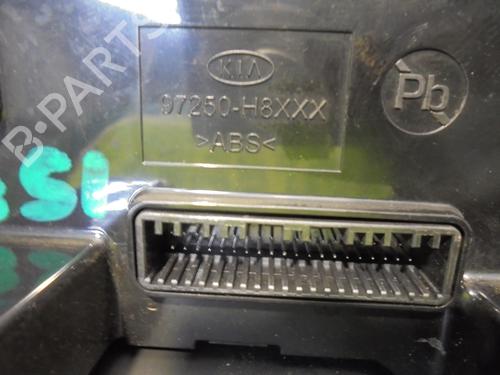 KIA
97250-H8XXX
>ABS<
Pb
B-PARTS